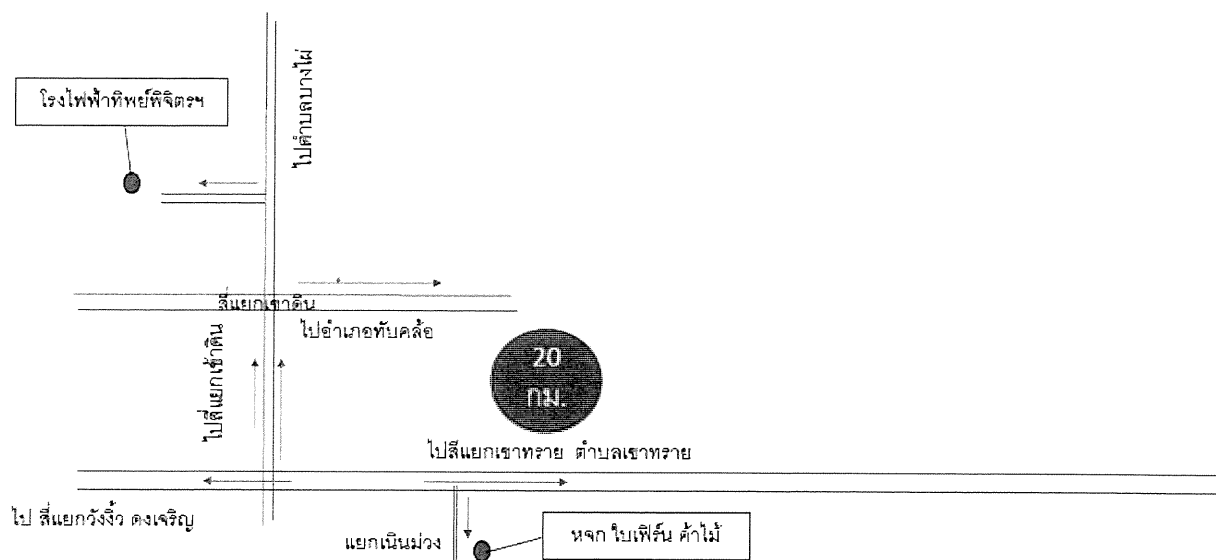 โรงไฟฟ้าทิพย์พิจิตรฯ
ไปตำบลบางไผ่
สี่แยกเขาดิน
ไปอำเภอทับคล้อ
ไปสี่แยกเข้าดิน
20
กม.
ไปสี่แยกเขาทราย ตำบลเขาทราย
ไป สี่แยกวังงิ้ว ดงเจริญ
แยกเนินม่วง
หจก ใบเฟิร์น ค้าไม้